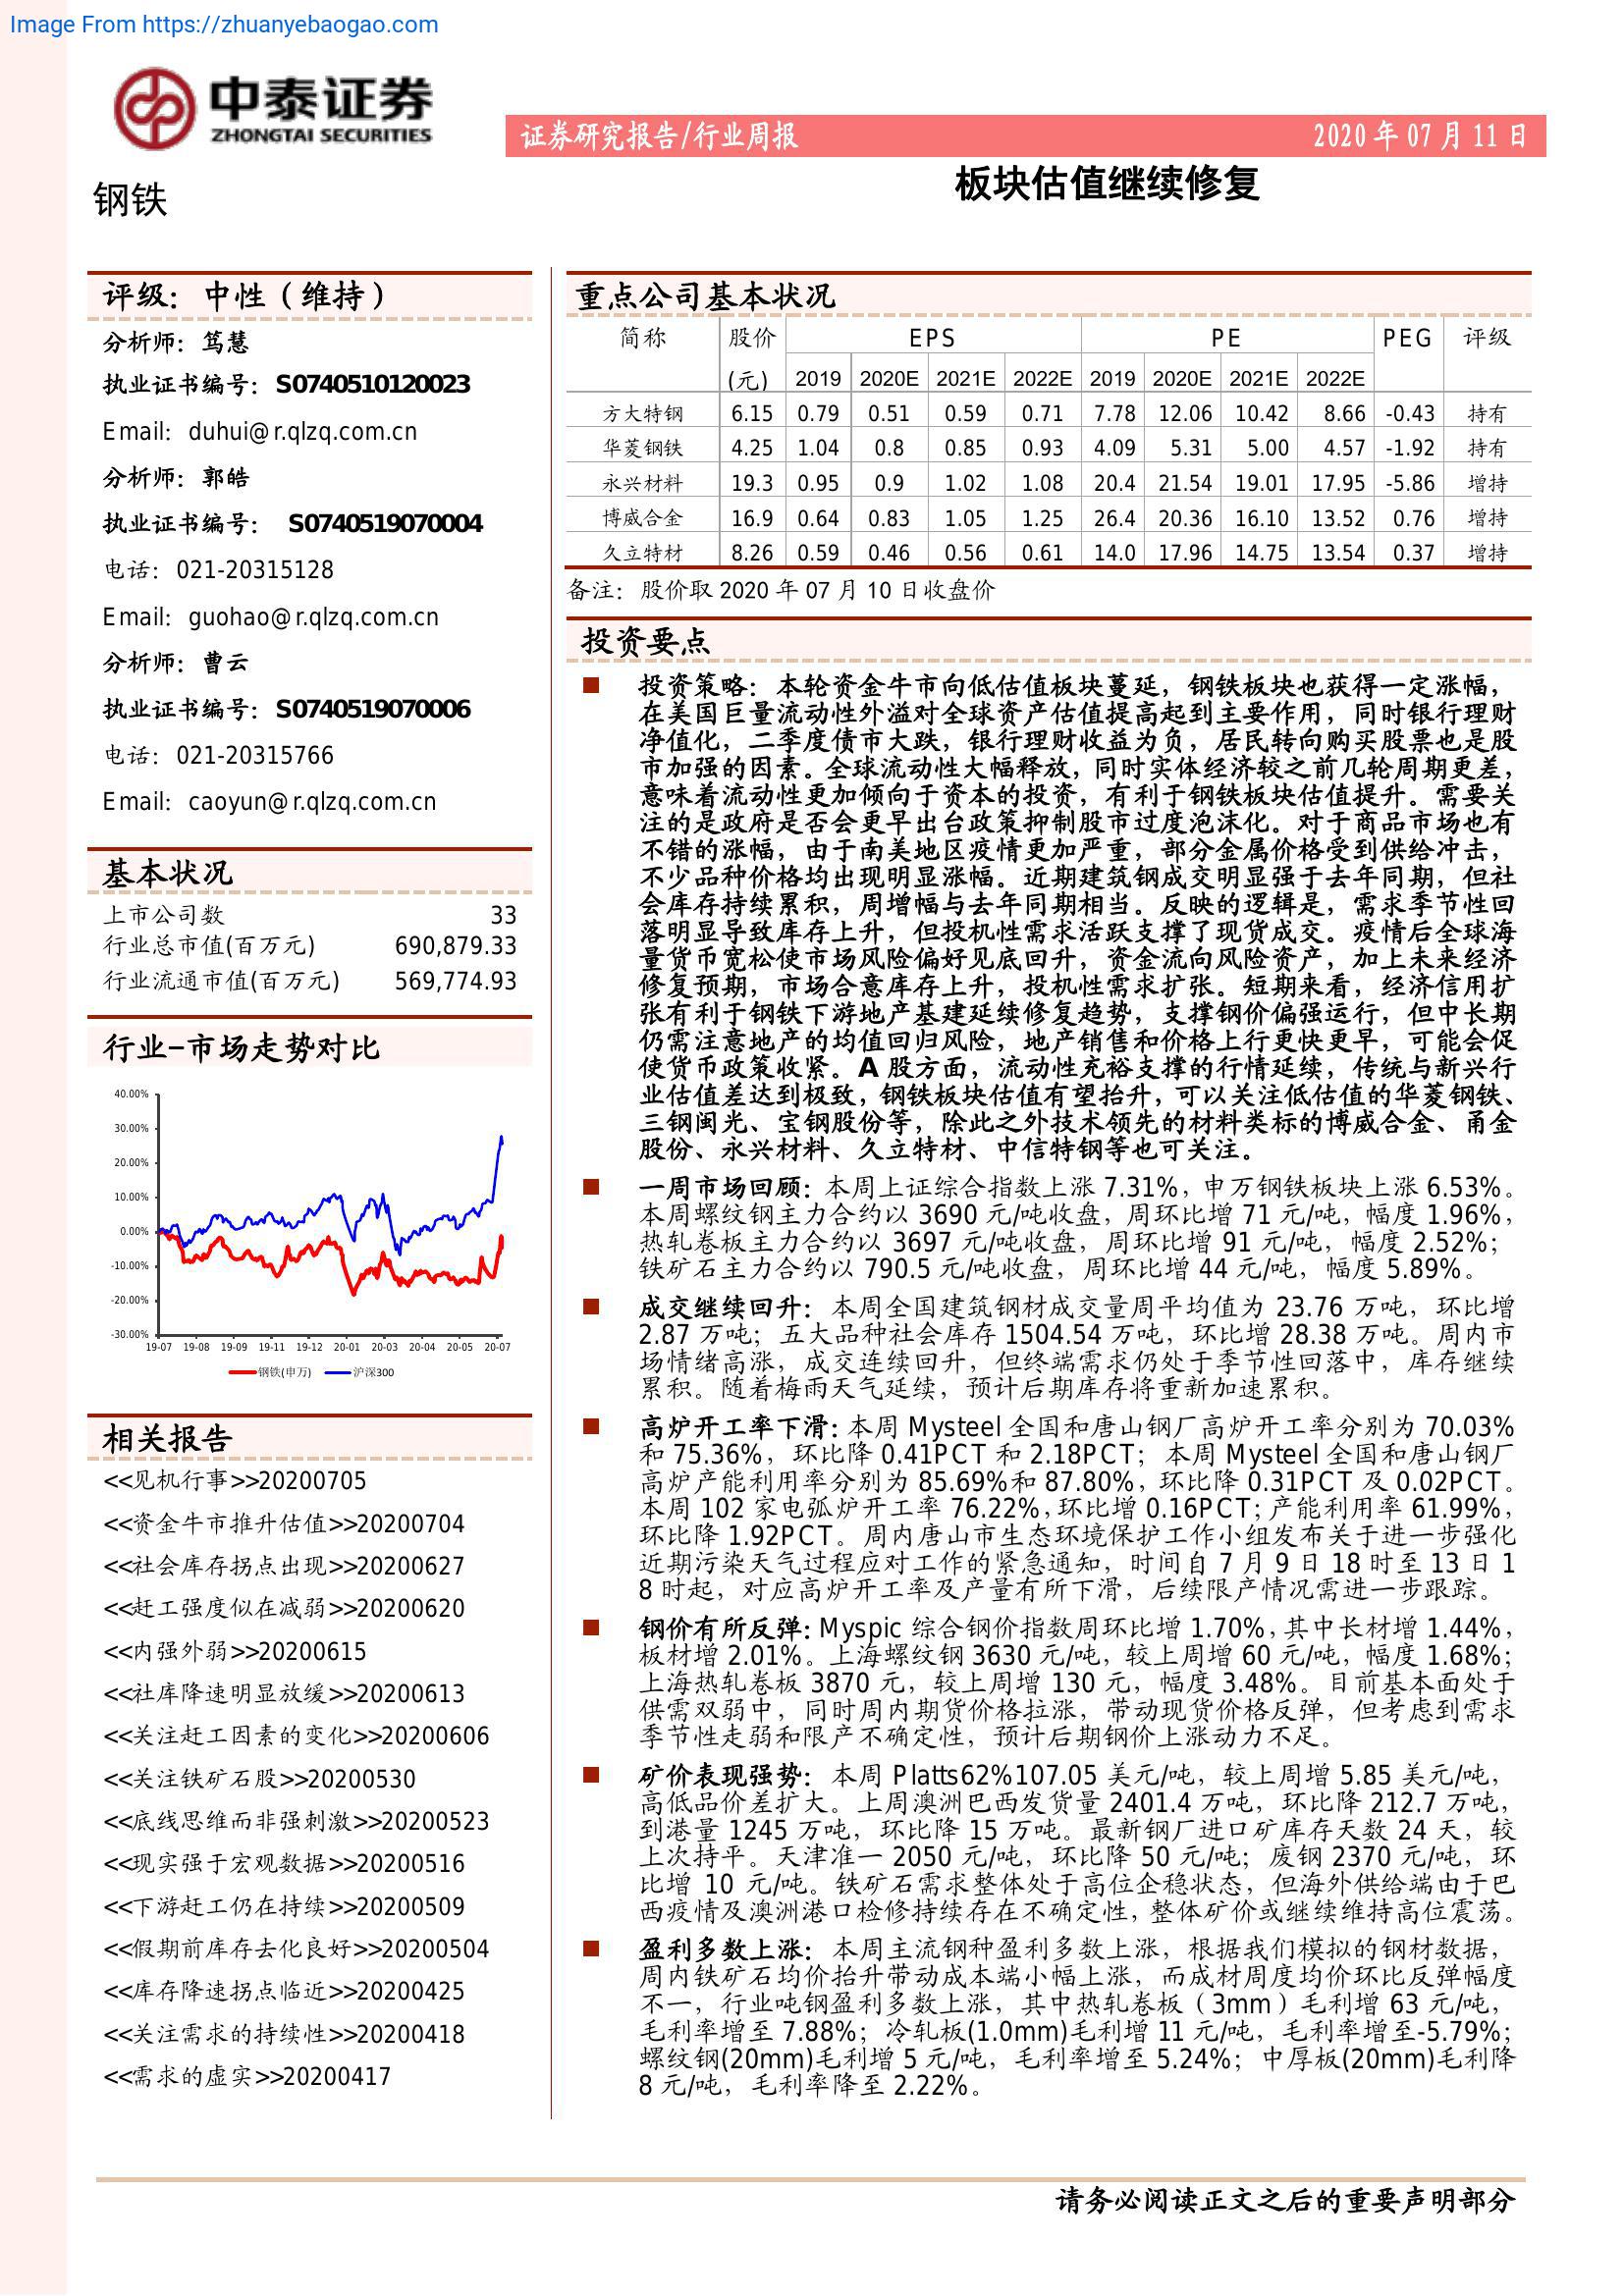 Image From https://zhuanyebaogao.com
中泰证券
ZHONGTAI SECURITIES
证券研究报告/行业周报 2020 年 07 月 11 日
钢铁
板块估值继续修复
评级：中性（维持）
分析师：笃慧
执业证书编号：S0740510120023
Email：duhui@r.qlzq.com.cn
分析师：郭皓
执业证书编号： S0740519070004
电话：021-20315128
Email：guohao@r.qlzq.com.cn
分析师：曹云
执业证书编号：S0740519070006
电话：021-20315766
Email：caoyun@r.qlzq.com.cn
基本状况
上市公司数 33
行业总市值(百万元) 690,879.33
行业流通市值(百万元) 569,774.93
行业-市场走势对比
40.00%
30.00%
20.00%
10.00%
0.00%
-10.00%
-20.00%
-30.00%
19-07 19-08 19-09 19-11 19-12 20-01 20-03 20-04 20-05 20-07
钢铁(申万) 沪深300
相关报告
<<见机行事>>20200705
<<资金牛市推升估值>>20200704
<<社会库存拐点出现>>20200627
<<赶工强度似在减弱>>20200620
<<内强外弱>>20200615
<<社库降速明显放缓>>20200613
<<关注赶工因素的变化>>20200606
<<关注铁矿石股>>20200530
<<底线思维而非强刺激>>20200523
<<现实强于宏观数据>>20200516
<<下游赶工仍在持续>>20200509
<<假期前库存去化良好>>20200504
<<库存降速拐点临近>>20200425
<<关注需求的持续性>>20200418
<<需求的虚实>>20200417
重点公司基本状况
简称 股价 EPS PE PEG 评级
(元) 2019 2020E 2021E 2022E 2019 2020E 2021E 2022E
方大特钢 6.15 0.79 0.51 0.59 0.71 7.78 12.06 10.42 8.66 -0.43 持有
华菱钢铁 4.25 1.04 0.8 0.85 0.93 4.09 5.31 5.00 4.57 -1.92 持有
永兴材料 19.3 0.95 0.9 1.02 1.08 20.4 21.54 19.01 17.95 -5.86 增持
博威合金 16.9 0.64 0.83 1.05 1.25 26.4 20.36 16.10 13.52 0.76 增持
久立特材 8.26 0.59 0.46 0.56 0.61 14.0 17.96 14.75 13.54 0.37 增持
备注：股价取 2020 年 07 月 10 日收盘价
投资要点
■ 投资策略：本轮资金牛市向低估值板块蔓延，钢铁板块也获得一定涨幅，
在美国巨量流动性外溢对全球资产估值提高起到主要作用，同时银行理财
净值化，二季度债市大跌，银行理财收益为负，居民转向购买股票也是股
市加强的因素。全球流动性大幅释放，同时实体经济较之前几轮周期更差，
意味着流动性更加倾向于资本的投资，有利于钢铁板块估值提升。需要关
注的是政府是否会更早出台政策抑制股市过度泡沫化。对于商品市场也有
不错的涨幅，由于南美地区疫情更加严重，部分金属价格受到供给冲击，
不少品种价格均出现明显涨幅。近期建筑钢成交明显强于去年同期，但社
会库存持续累积，周增幅与去年同期相当。反映的逻辑是，需求季节性回
落明显导致库存上升，但投机性需求活跃支撑了现货成交。疫情后全球海
量货币宽松使市场风险偏好见底回升，资金流向风险资产，加上未来经济
修复预期，市场合意库存上升，投机性需求扩张。短期来看，经济信用扩
张有利于钢铁下游地产基建延续修复趋势，支撑钢价偏强运行，但中长期
仍需注意地产的均值回归风险，地产销售和价格上行更快更早，可能会促
使货币政策收紧。A 股方面，流动性充裕支撑的行情延续，传统与新兴行
业估值差达到极致，钢铁板块估值有望抬升，可以关注低估值的华菱钢铁、
三钢闽光、宝钢股份等，除此之外技术领先的材料类标的博威合金、甬金
股份、永兴材料、久立特材、中信特钢等也可关注。
■ 一周市场回顾：本周上证综合指数上涨 7.31%，申万钢铁板块上涨 6.53%。
本周螺纹钢主力合约以 3690 元/吨收盘，周环比增 71 元/吨，幅度 1.96%，
热轧卷板主力合约以 3697 元/吨收盘，周环比增 91 元/吨，幅度 2.52%；
铁矿石主力合约以 790.5 元/吨收盘，周环比增 44 元/吨，幅度 5.89%。
■ 成交继续回升：本周全国建筑钢材成交量周平均值为 23.76 万吨，环比增
2.87 万吨；五大品种社会库存 1504.54 万吨，环比增 28.38 万吨。周内市
场情绪高涨，成交连续回升，但终端需求仍处于季节性回落中，库存继续
累积。随着梅雨天气延续，预计后期库存将重新加速累积。
■ 高炉开工率下滑：本周 Mysteel 全国和唐山钢厂高炉开工率分别为 70.03%
和 75.36%，环比降 0.41PCT 和 2.18PCT；本周 Mysteel 全国和唐山钢厂
高炉产能利用率分别为 85.69%和 87.80%，环比降 0.31PCT 及 0.02PCT。
本周 102 家电弧炉开工率 76.22%，环比增 0.16PCT；产能利用率 61.99%，
环比降 1.92PCT。周内唐山市生态环境保护工作小组发布关于进一步强化
近期污染天气过程应对工作的紧急通知，时间自 7 月 9 日 18 时至 13 日 1
8 时起，对应高炉开工率及产量有所下滑，后续限产情况需进一步跟踪。
■ 钢价有所反弹：Myspic 综合钢价指数周环比增 1.70%，其中长材增 1.44%，
板材增 2.01%。上海螺纹钢 3630 元/吨，较上周增 60 元/吨，幅度 1.68%；
上海热轧卷板 3870 元，较上周增 130 元，幅度 3.48%。目前基本面处于
供需双弱中，同时周内期货价格拉涨，带动现货价格反弹，但考虑到需求
季节性走弱和限产不确定性，预计后期钢价上涨动力不足。
■ 矿价表现强势：本周 Platts62%107.05 美元/吨，较上周增 5.85 美元/吨，
高低品价差扩大。上周澳洲巴西发货量 2401.4 万吨，环比降 212.7 万吨，
到港量 1245 万吨，环比降 15 万吨。最新钢厂进口矿库存天数 24 天，较
上次持平。天津准一 2050 元/吨，环比降 50 元/吨；废钢 2370 元/吨，环
比增 10 元/吨。铁矿石需求整体处于高位企稳状态，但海外供给端由于巴
西疫情及澳洲港口检修持续存在不确定性，整体矿价或继续维持高位震荡。
■ 盈利多数上涨：本周主流钢种盈利多数上涨，根据我们模拟的钢材数据，
周内铁矿石均价抬升带动成本端小幅上涨，而成材周度均价环比反弹幅度
不一，行业吨钢盈利多数上涨，其中热轧卷板（3mm）毛利增 63 元/吨，
毛利率增至 7.88%；冷轧板(1.0mm)毛利增 11 元/吨，毛利率增至-5.79%；
螺纹钢(20mm)毛利增 5 元/吨，毛利率增至 5.24%；中厚板(20mm)毛利降
8 元/吨，毛利率降至 2.22%。
请务必阅读正文之后的重要声明部分